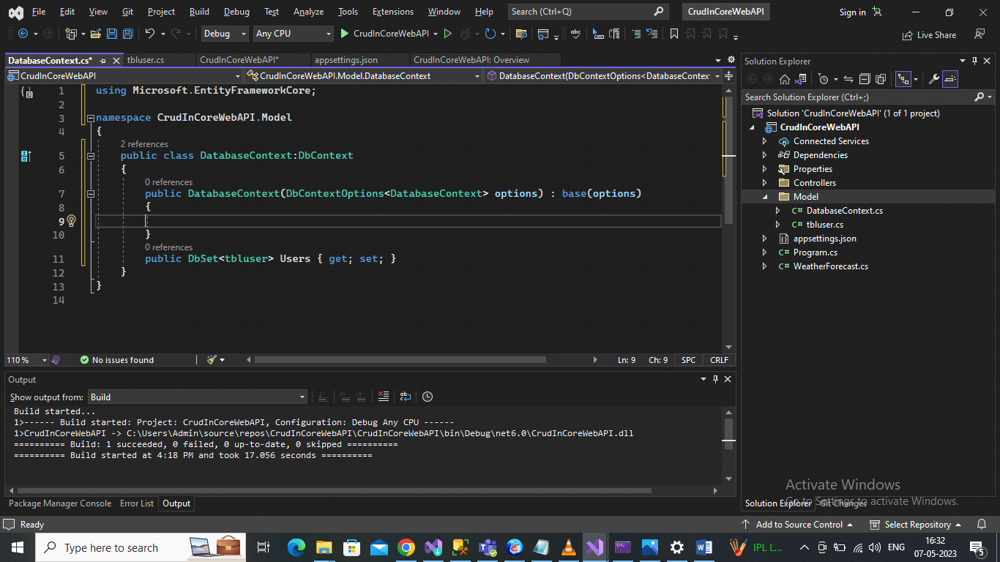 File Edit View Git Project Build Debug Test Analyze Tools Extensions Window Help Search (Ctrl+Q) CrudInCoreWebAPI Sign in
Debug Any CPU CrudInCoreWebAPI Live Share
DatabaseContext.cs* tbluser.cs CrudInCoreWebAPI* appsettings.json CrudInCoreWebAPI: Overview
CrudInCoreWebAPI CrudInCoreWebAPI.Model.DatabaseContext DatabaseContext(DbContextOptions<DatabaseContext
1 using Microsoft.EntityFrameworkCore;
2
3 namespace CrudInCoreWebAPI.Model
4 {
2 references
5 public class DatabaseContext:DbContext
6 {
0 references
7 public DatabaseContext(DbContextOptions<DatabaseContext> options) : base(options)
8 {
9
10 }
0 references
11 public DbSet<tbluser> Users { get; set; }
12 }
13 }
14
110 % No issues found Ln: 9 Ch: 9 SPC CRLF
Output
Show output from: Build
Build started...
1>------ Build started: Project: CrudInCoreWebAPI, Configuration: Debug Any CPU ------
1>CrudInCoreWebAPI -> C:\Users\Admin\source\repos\CrudInCoreWebAPI\CrudInCoreWebAPI\bin\Debug\net6.0\CrudInCoreWebAPI.dll
========== Build: 1 succeeded, 0 failed, 0 up-to-date, 0 skipped ==========
========== Build started at 4:18 PM and took 17.056 seconds ==========
Package Manager Console Error List Output
Solution Explorer
Search Solution Explorer (Ctrl+;)
Solution 'CrudInCoreWebAPI' (1 of 1 project)
CrudInCoreWebAPI
Connected Services
Dependencies
Properties
Controllers
Model
C# DatabaseContext.cs
C# tbluser.cs
appsettings.json
C# Program.cs
C# WeatherForecast.cs
Activate Windows
Go to Settings to activate Windows.
Solution Explorer Git Changes
Ready Add to Source Control Select Repository
Type here to search IPL L... ENG 16:32
07-05-2023 5